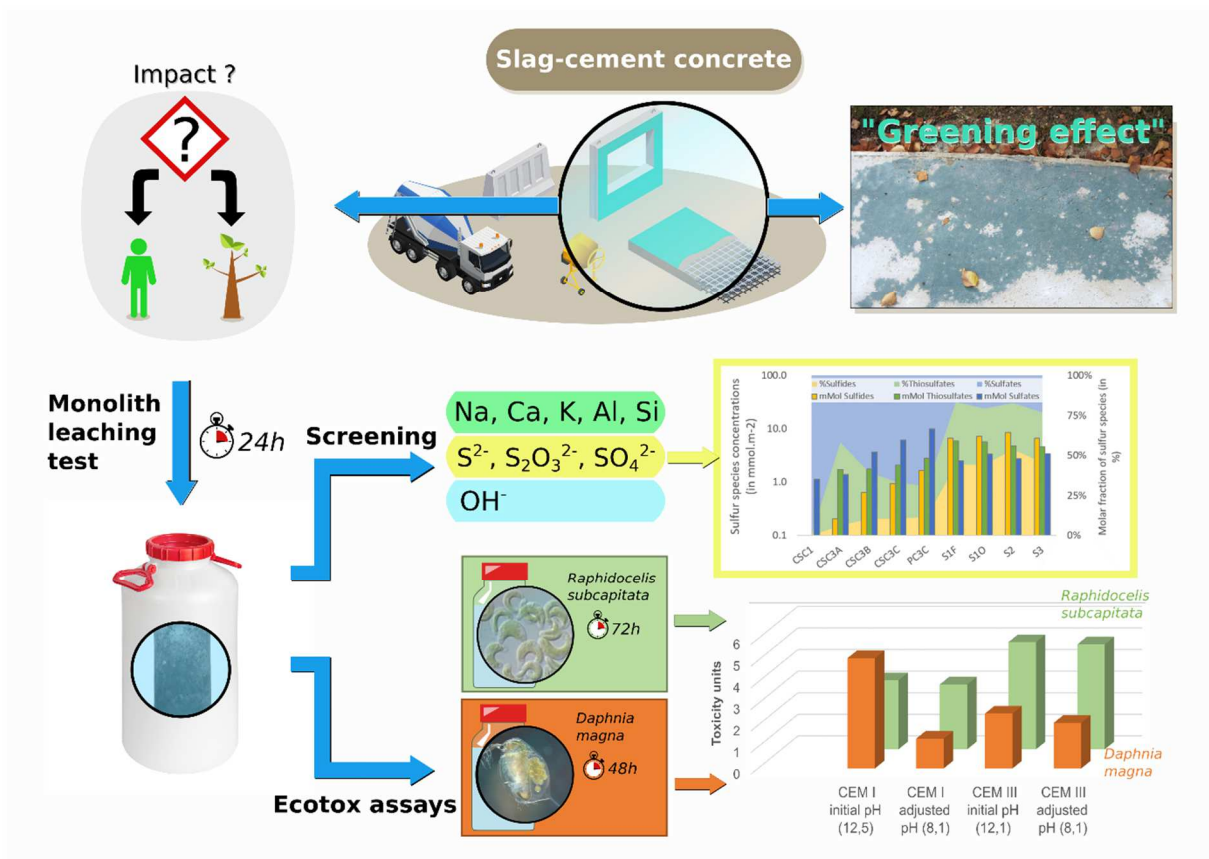 Slag-cement concrete
Impact ?
?
"Greening effect"
Monolith
leaching
test
24h
Screening
Na, Ca, K, Al, Si
S²⁻, S₂O₃²⁻, SO₄²⁻
OH⁻
Sulfur species concentrations
(in mmol.m-2)
100.0
10.0
1.0
0.1
%Sulfides %Thiosulfates %Sulfates
mMol Sulfides mMol Thiosulfates mMol Sulfates
100%
75%
50%
25%
0%
Molar fraction of sulfur species (in
%)
CSC1 CSC3A CSC3B CSC3C PC3C S1F S1O S2 S3
Raphidocelis
subcapitata
72h
Daphnia
magna
48h
Ecotox assays
Raphidocelis
subcapitata
Toxicity units
6
5
4
3
2
1
0
Daphnia
magna
CEM I
initial pH
(12,5)
CEM I
adjusted
pH (8,1)
CEM III
initial pH
(12,1)
CEM III
adjusted
pH (8,1)